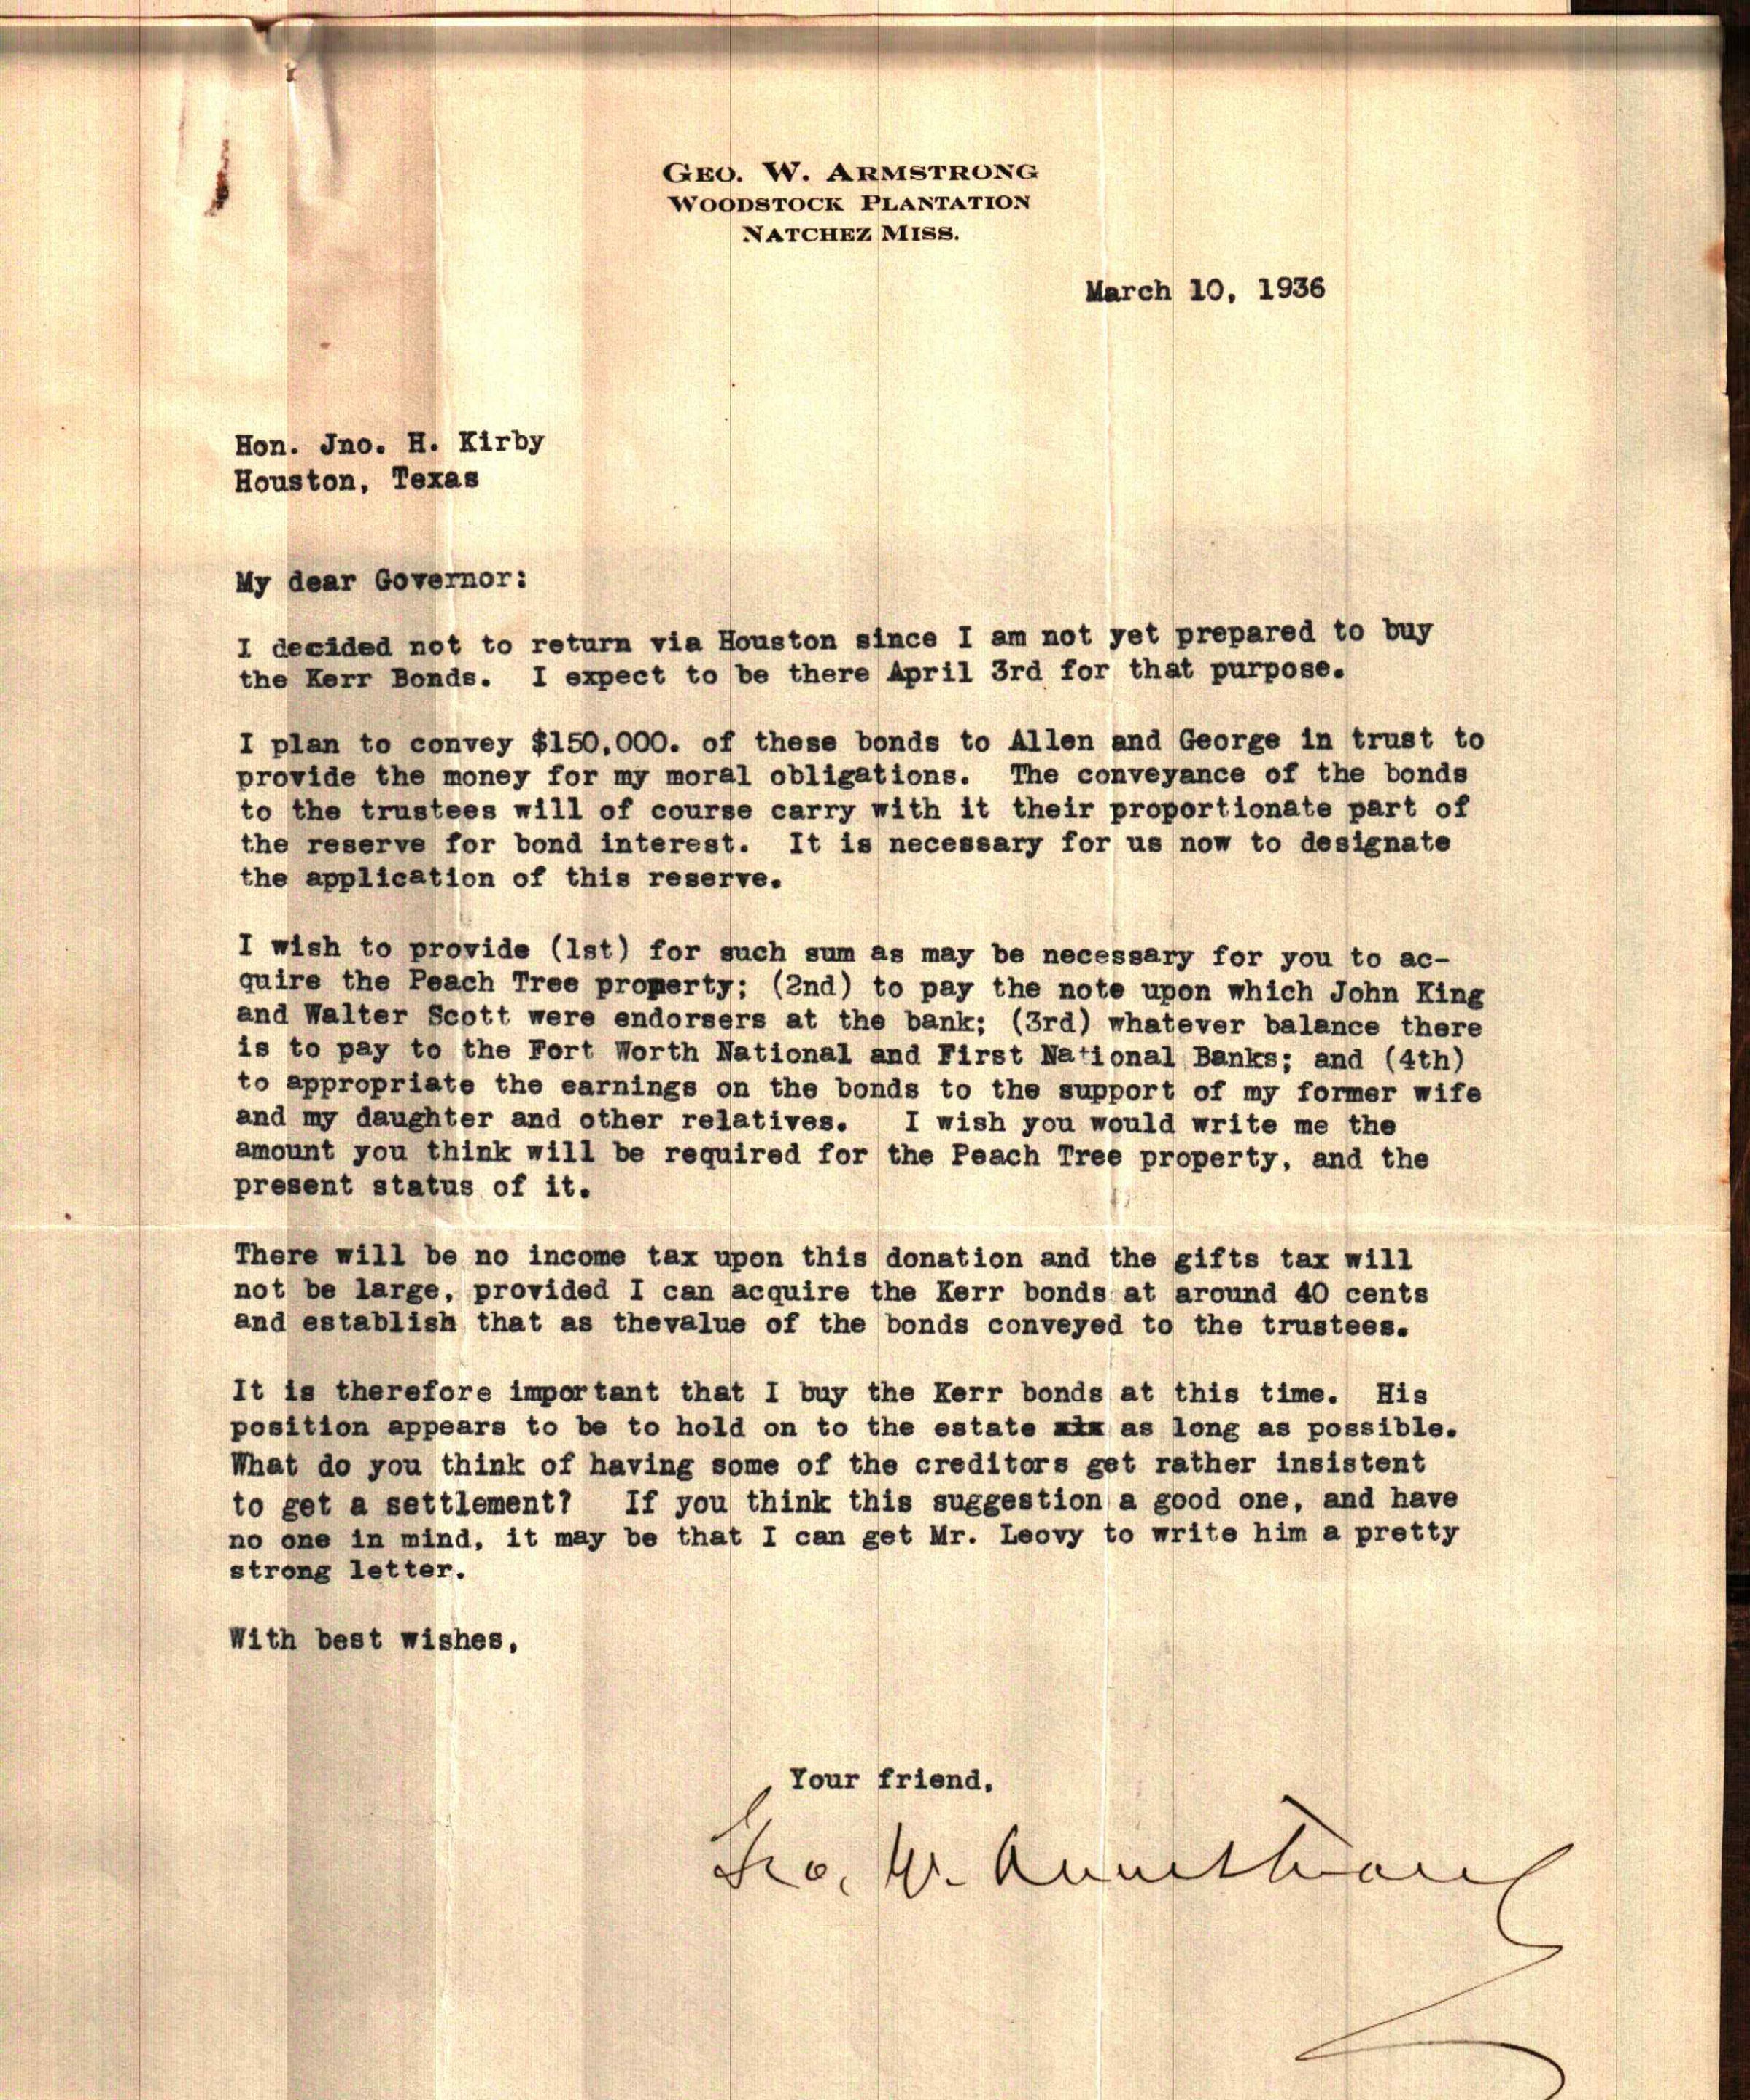 GEO. W. ARMSTRONG
WOODSTOCK PLANTATION
NATCHEZ MISS.
March 10, 1936
Hon. Jno. H. Kirby
Houston, Texas
My dear Governor:
I decided not to return via Houston since I am not yet prepared to buy
the Kerr Bonds. I expect to be there April 3rd for that purpose.
I plan to convey $150,000. of these bonds to Allen and George in trust to
provide the money for my moral obligations. The conveyance of the bonds
to the trustees will of course carry with it their proportionate part of
the reserve for bond interest. It is necessary for us now to designate
the application of this reserve.
I wish to provide (1st) for such sum as may be necessary for you to ac-
quire the Peach Tree property; (2nd) to pay the note upon which John King
and Walter Scott were endorsers at the bank; (3rd) whatever balance there
is to pay to the Fort Worth National and First National Banks; and (4th)
to appropriate the earnings on the bonds to the support of my former wife
and my daughter and other relatives. I wish you would write me the
amount you think will be required for the Peach Tree property, and the
present status of it.
There will be no income tax upon this donation and the gifts tax will
not be large, provided I can acquire the Kerr bonds at around 40 cents
and establish that as thevalue of the bonds conveyed to the trustees.
It is therefore important that I buy the Kerr bonds at this time. His
position appears to be to hold on to the estate as long as possible.
What do you think of having some of the creditors get rather insistent
to get a settlement? If you think this suggestion a good one, and have
no one in mind, it may be that I can get Mr. Leovy to write him a pretty
strong letter.
With best wishes,
Your friend,
Geo. W. Armstrong